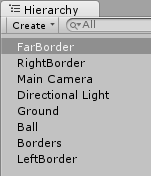 Hierarchy
Create All
FarBorder
RightBorder
Main Camera
Directional Light
Ground
Ball
Borders
LeftBorder